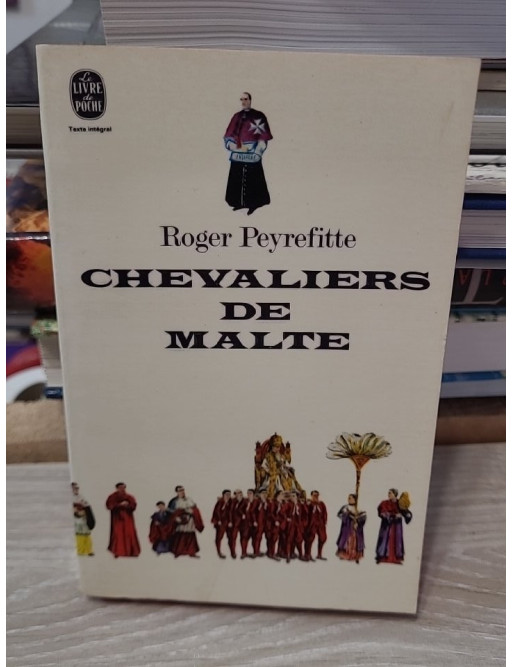 Le
LIVRE
de
POCHE
Texte intégral
Roger Peyrefitte
CHEVALIERS
DE
MALTE